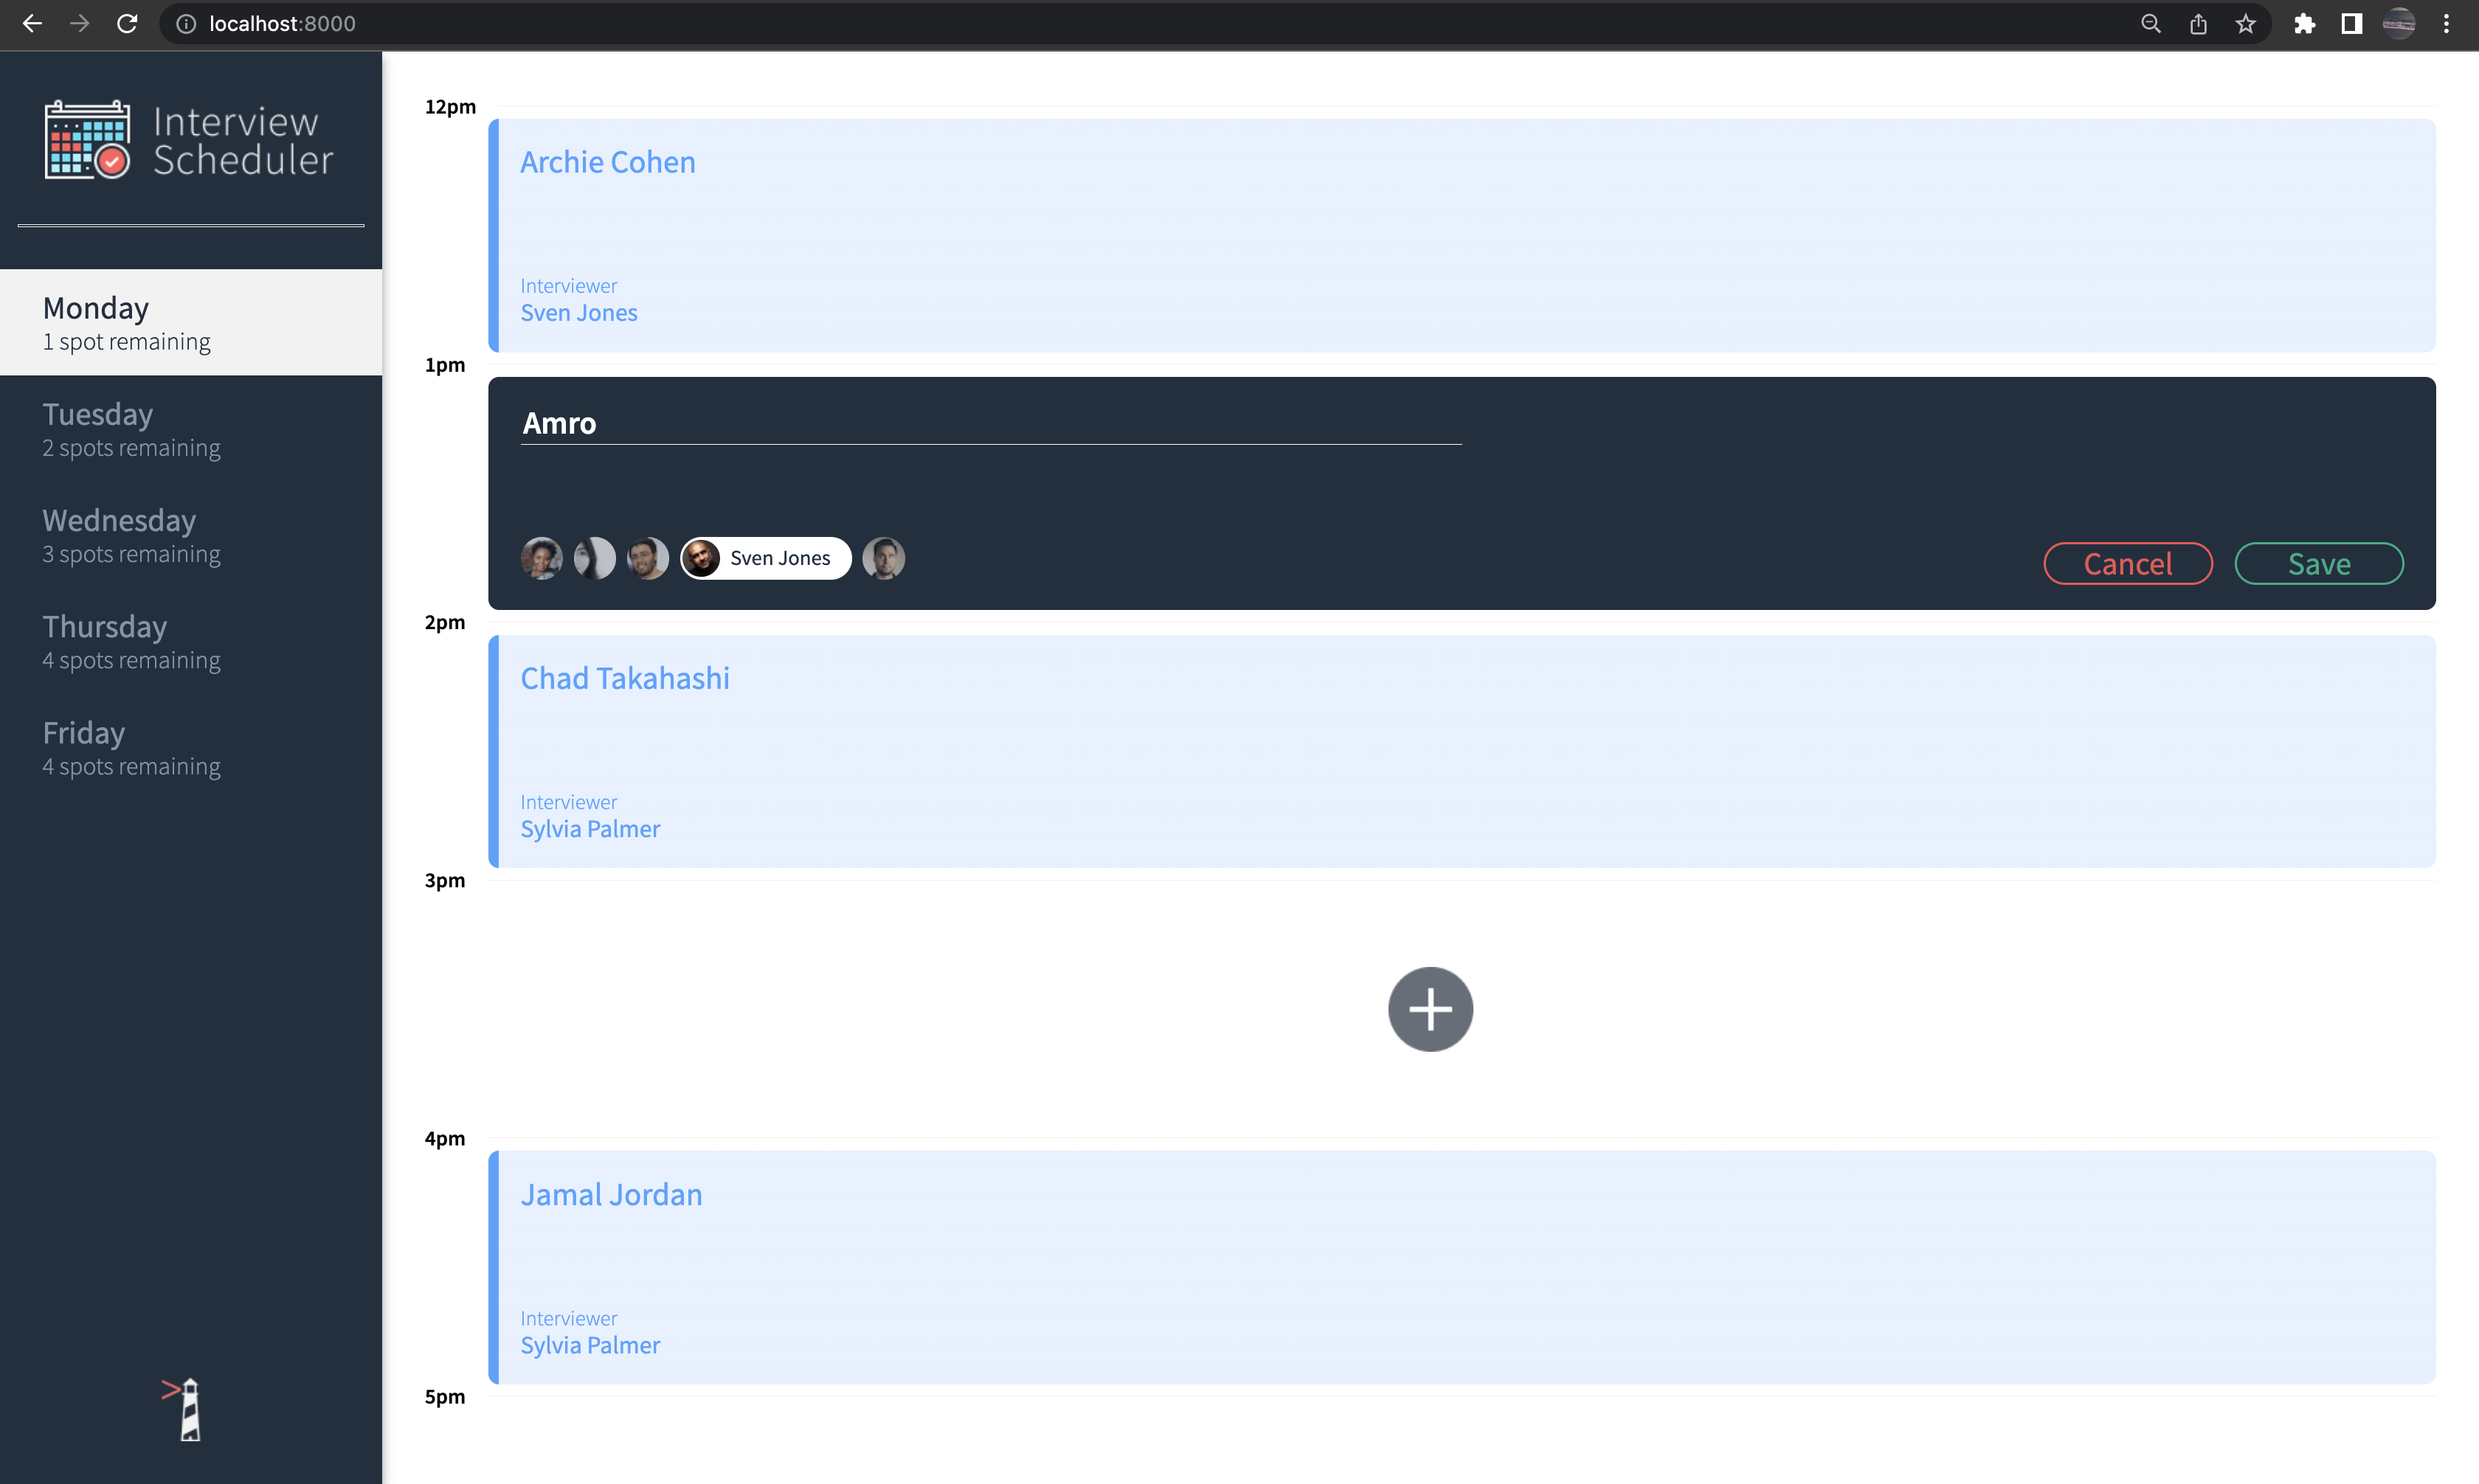 localhost:8000
Interview
Scheduler
Monday
1 spot remaining
Tuesday
2 spots remaining
Wednesday
3 spots remaining
Thursday
4 spots remaining
Friday
4 spots remaining
12pm
Archie Cohen
Interviewer
Sven Jones
1pm
Amro
Sven Jones
Cancel
Save
2pm
Chad Takahashi
Interviewer
Sylvia Palmer
3pm
4pm
Jamal Jordan
Interviewer
Sylvia Palmer
5pm